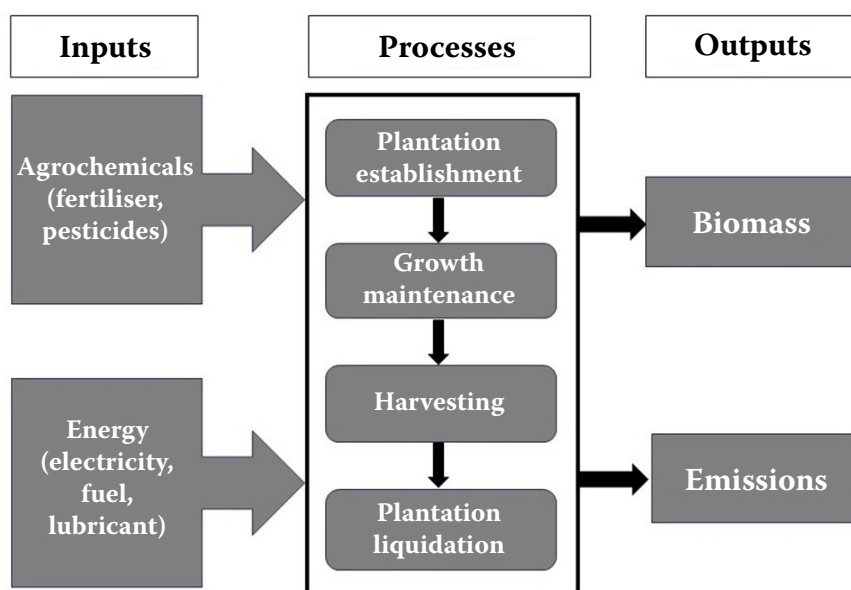 Inputs
Processes
Outputs
Agrochemicals
(fertiliser,
pesticides)
Energy
(electricity,
fuel,
lubricant)
Plantation
establishment
Growth
maintenance
Harvesting
Plantation
liquidation
Biomass
Emissions